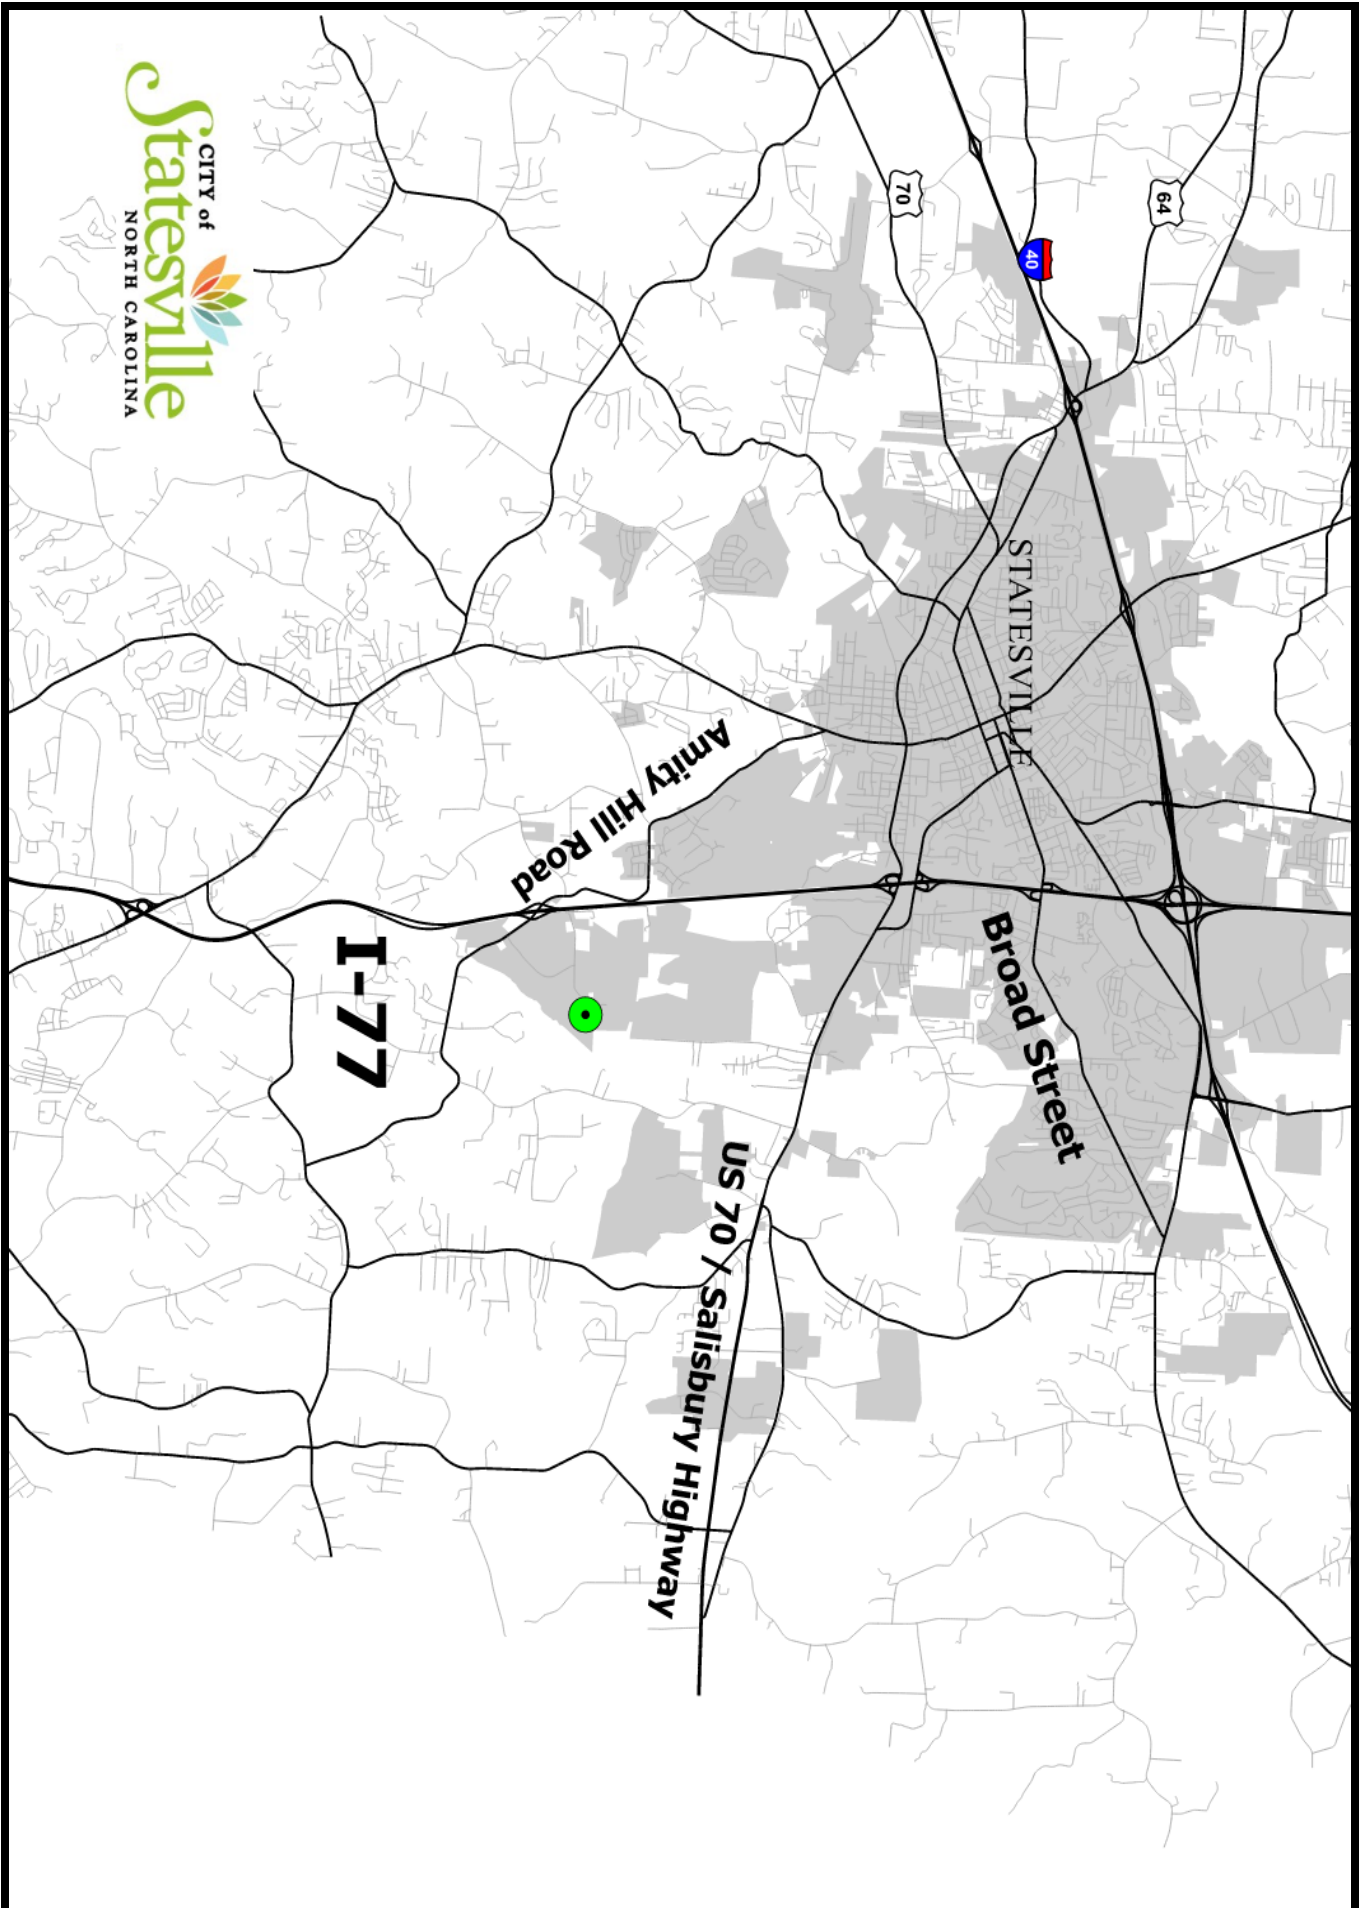 64
40
70
STATESVILLE
Broad Street
US 70 / Salisbury Highway
Amity Hill Road
I-77
CITY of
Statesville
NORTH CAROLINA